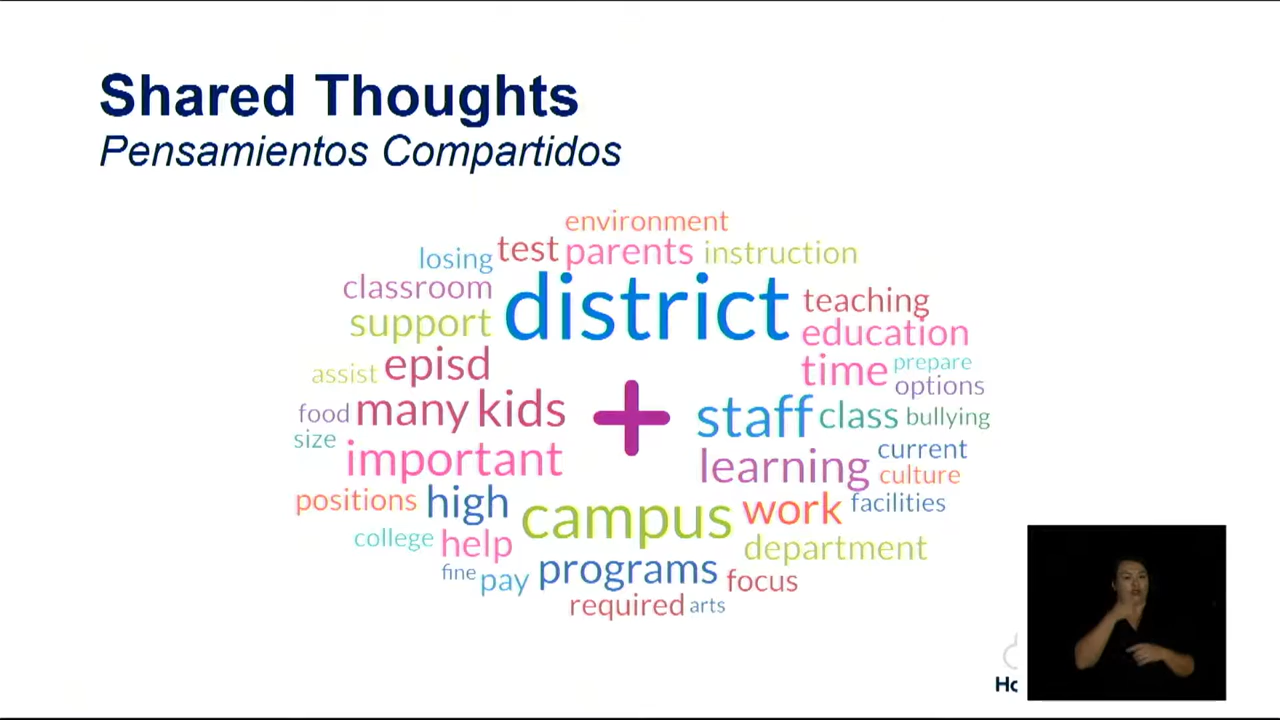 Shared Thoughts
Pensamientos Compartidos
environment
losing test parents instruction
classroom district teaching
support education
assist episd time prepare
options
food many kids staff class bullying
size important learning current
culture
positions high campus work facilities
college help department
fine pay programs focus
required arts